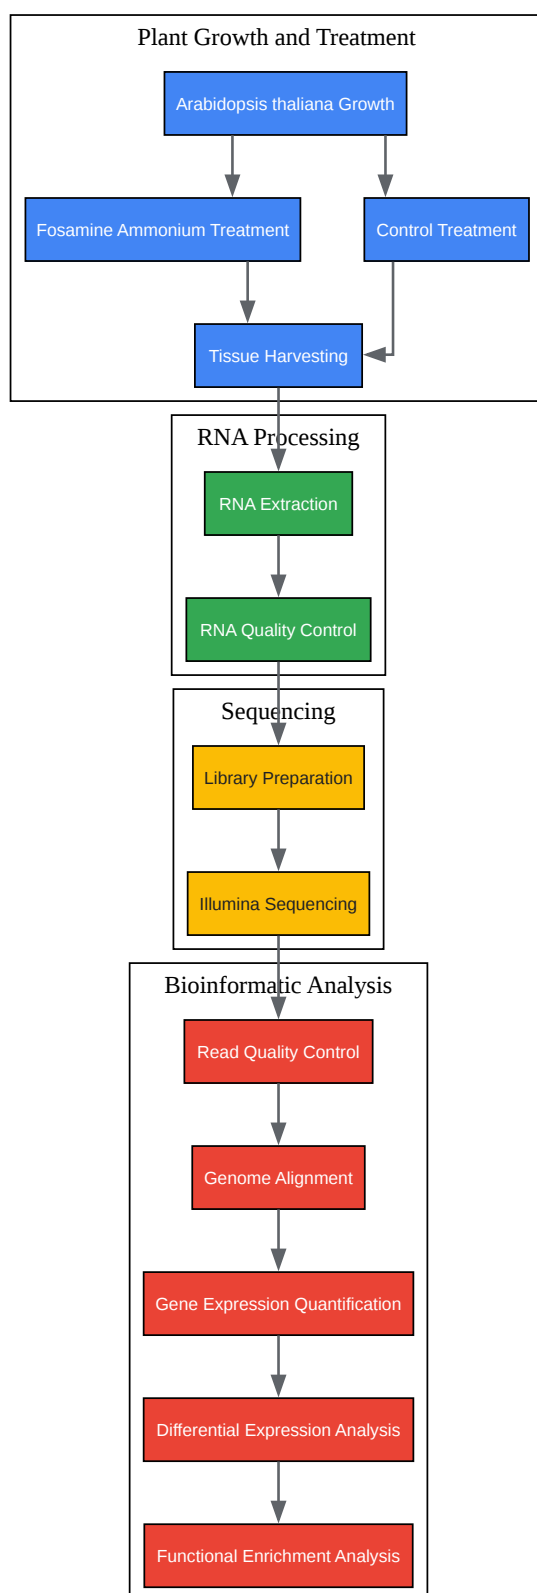 Plant Growth and Treatment
Arabidopsis thaliana Growth
Fosamine Ammonium Treatment
Control Treatment
Tissue Harvesting
RNA Processing
RNA Extraction
RNA Quality Control
Sequencing
Library Preparation
Illumina Sequencing
Bioinformatic Analysis
Read Quality Control
Genome Alignment
Gene Expression Quantification
Differential Expression Analysis
Functional Enrichment Analysis